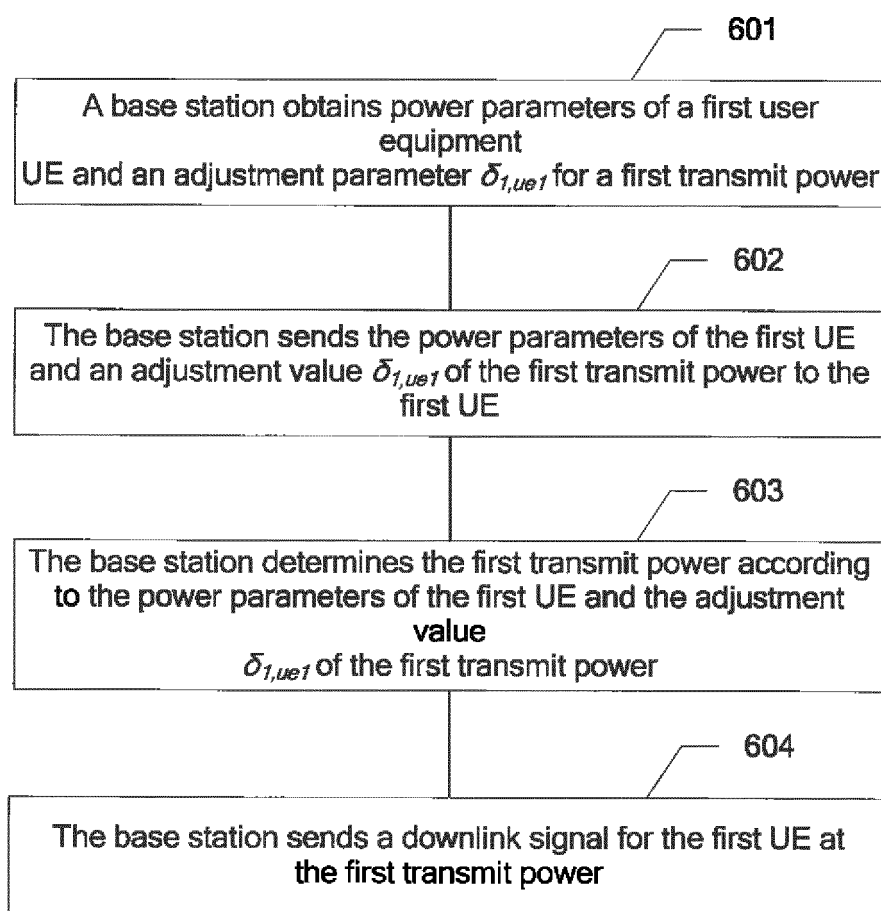 601
A base station obtains power parameters of a first user
equipment
UE and an adjustment parameter δ1,ue1 for a first transmit power
602
The base station sends the power parameters of the first UE
and an adjustment value δ1,ue1 of the first transmit power to the
first UE
603
The base station determines the first transmit power according
to the power parameters of the first UE and the adjustment
value
δ1,ue1 of the first transmit power
604
The base station sends a downlink signal for the first UE at
the first transmit power